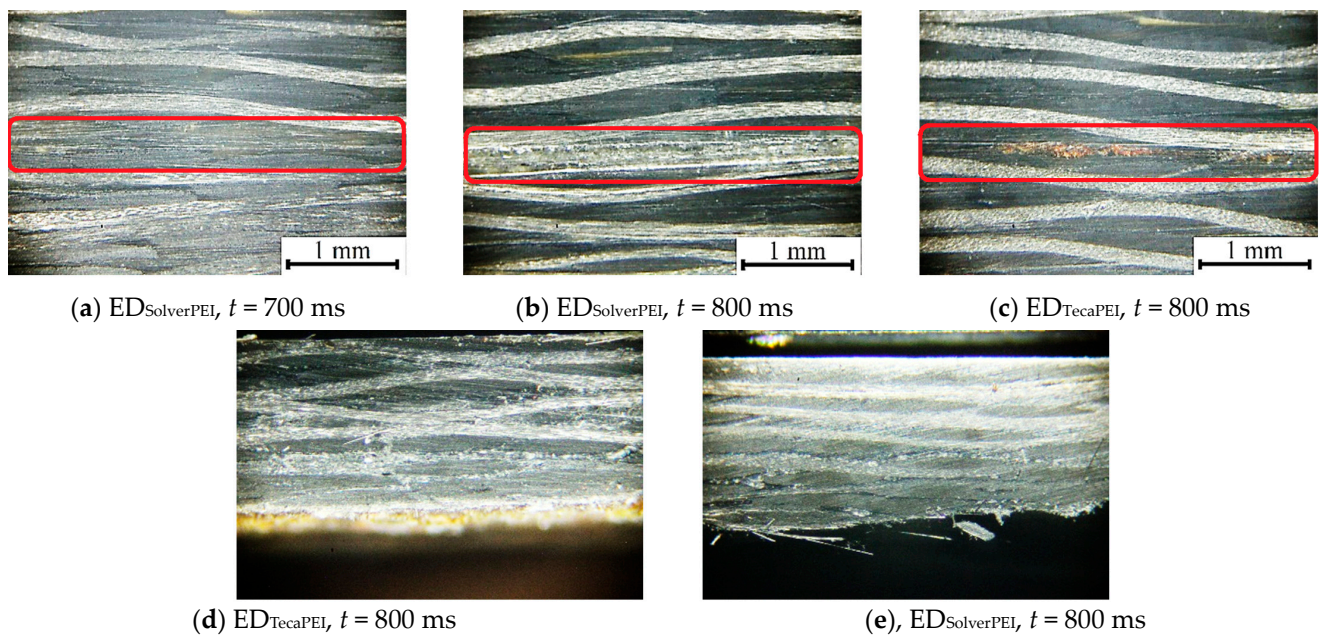 1 mm
1 mm
1 mm
(a) EDSolverPEI, t = 700 ms
(b) EDSolverPEI, t = 800 ms
(c) EDTecaPEI, t = 800 ms
(d) EDTecaPEI, t = 800 ms
(e), EDSolverPEI, t = 800 ms